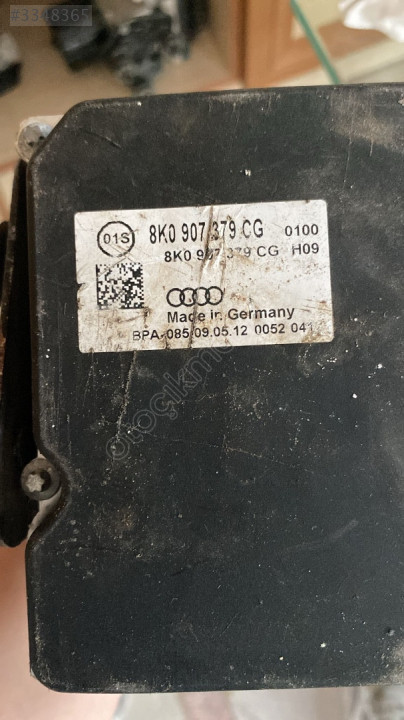 #3348365
01S
8K0 907 379 CG 0100
8K0 907 379 CG H09
Made in Germany
BPA-085 09.05.12 0052 041